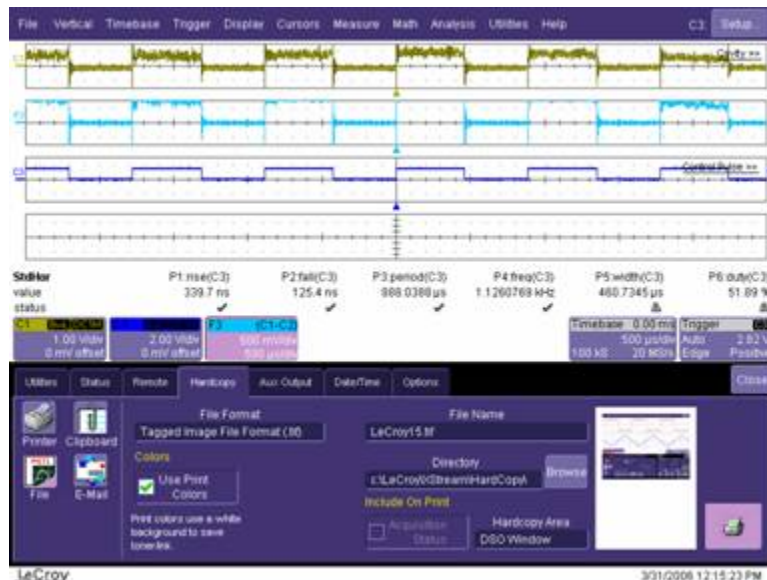 File Vertical Timebase Trigger Display Cursors Measure Math Analysis Utilities Help C3 Setup...
Cavity >>
Control Pulse >>
StdHor P1:rise(C3) P2:fall(C3) P3:period(C3) P4:freq(C3) P5:width(C3) P6:duty(C3)
value 339.7 ns 125.4 ns 888.0388 µs 1.1260769 kHz 460.7345 µs 51.89 %
status
C1 F3 (C1-C2) Timebase 0.00 ms Trigger
1.00 V/div 2.00 V/div 500 mV/div 500 µs/div Auto 2.82 V
0 mV offset 0 mV offset 500 µs/div 100 kS 20 MS/s Edge Positive
Utilities Status Remote Hardcopy Aux Output Date/Time Options Close
File Format File Name
Printer Clipboard Tagged Image File Format (.tif) LeCroy15.tif
Colors Directory
File E-Mail Use Print Colors c:\LeCroy\XStream\HardCopy\ Browse
Include On Print
Print colors use a white
background to save
toner/ink.
Acquisition Status
Hardcopy Area
DSO Window
LeCroy 3/31/2006 12:15:23 PM